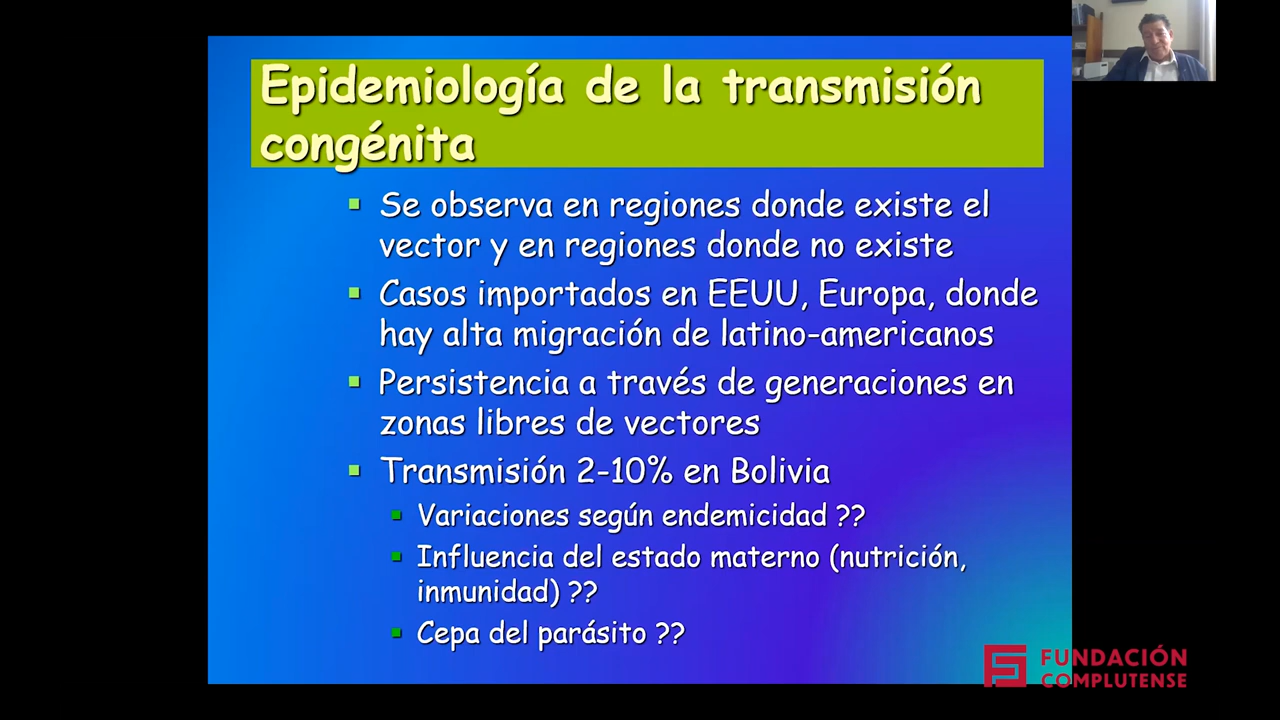 Epidemiología de la transmisión
congénita
Se observa en regiones donde existe el
vector y en regiones donde no existe
Casos importados en EEUU, Europa, donde
hay alta migración de latino-americanos
Persistencia a través de generaciones en
zonas libres de vectores
Transmisión 2-10% en Bolivia
Variaciones según endemicidad ??
Influencia del estado materno (nutrición,
inmunidad) ??
Cepa del parásito ??
FUNDACIÓN
COMPLUTENSE